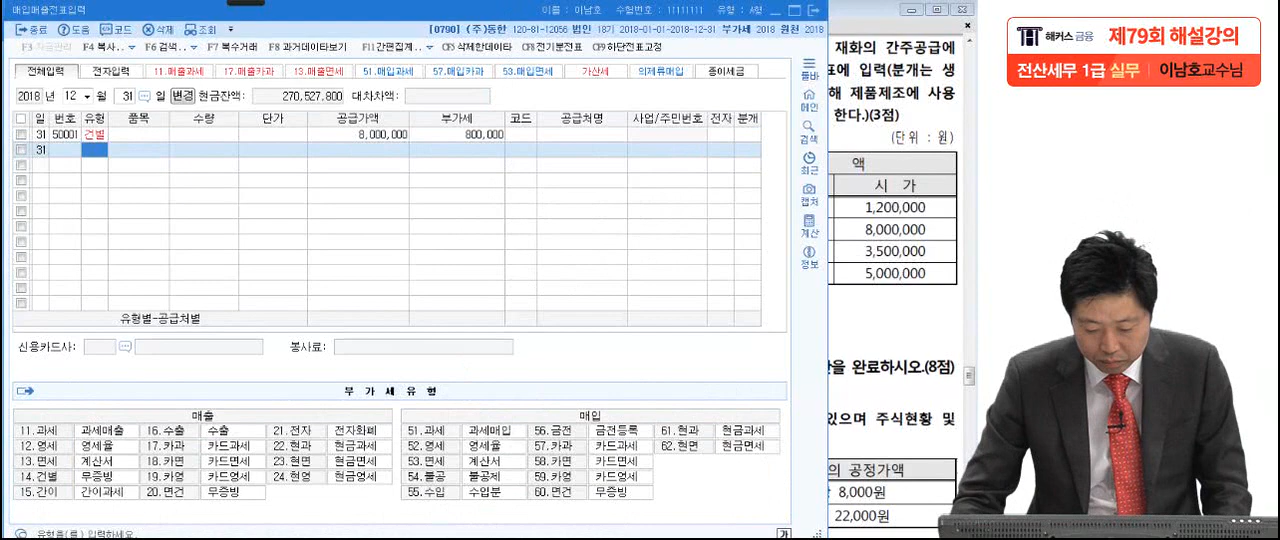 매입매출전표입력
이름 : 이남호 수험번호 : 11111111 유형 : A형
종료 도움 코드 삭제 조회
[0790] (주)동한 120-81-12056 법인 18기 2018-01-01~2018-12-31 부가세 2018 원천 2018
F3 자금관리 F4 복사.. F6 검색.. F7 복수거래 F8 과거데이타보기 F11간편집계.. CF5 삭제한데이타 CF8전기분전표 CF9하단전표고정
전체입력 전자입력 11.매출과세 17.매출카과 13.매출면세 51.매입과세 57.매입카과 53.매입면세 가산세 의제류매입 종이세금
2018 년 12 월 31 일 변경 현금잔액: 270,527,800 대차차액:
일 번호 유형 품목 수량 단가 공급가액 부가세 코드 공급처명 사업/주민번호 전자 분개
31 50001 건별 8,000,000 800,000
31
유형별-공급처별
신용카드사: 봉사료:
부 가 세 유 형
매출
11.과세 과세매출 16.수출 수출 21.전자 전자화폐
12.영세 영세율 17.카과 카드과세 22.현과 현금과세
13.면세 계산서 18.카면 카드면세 23.현면 현금면세
14.건별 무증빙 19.카영 카드영세 24.현영 현금영세
15.간이 간이과세 20.면건 무증빙
매입
51.과세 과세매입 56.금전 금전등록 61.현과 현금과세
52.영세 영세율 57.카과 카드과세 62.현면 현금면세
53.면세 계산서 58.카면 카드면세
54.불공 불공제 59.카영 카드영세
55.수입 수입분 60.면건 무증빙
유형을(를) 입력하세요.
가
툴바
메인
검색
최근
캡처
계산
정보
재화의 간주공급에
표에 입력(분개는 생
해 제품제조에 사용
한다.)(3점)
(단위 : 원)
액
시 가
1,200,000
8,000,000
3,500,000
5,000,000
을 완료하시오.(8점)
있으며 주식현황 및
의 공정가액
8,000원
22,000원
해커스 금융 제79회 해설강의
전산세무 1급 실무 이남호교수님